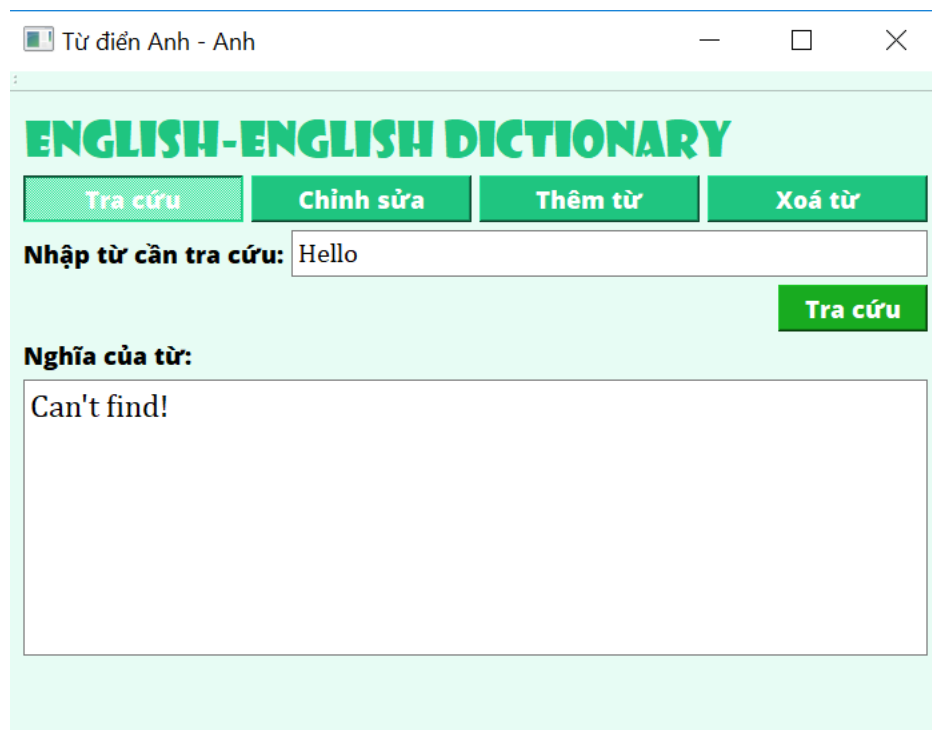 Từ điển Anh - Anh
ENGLISH-ENGLISH DICTIONARY
Tra cứu Chỉnh sửa Thêm từ Xoá từ
Nhập từ cần tra cứu: Hello
Tra cứu
Nghĩa của từ:
Can't find!